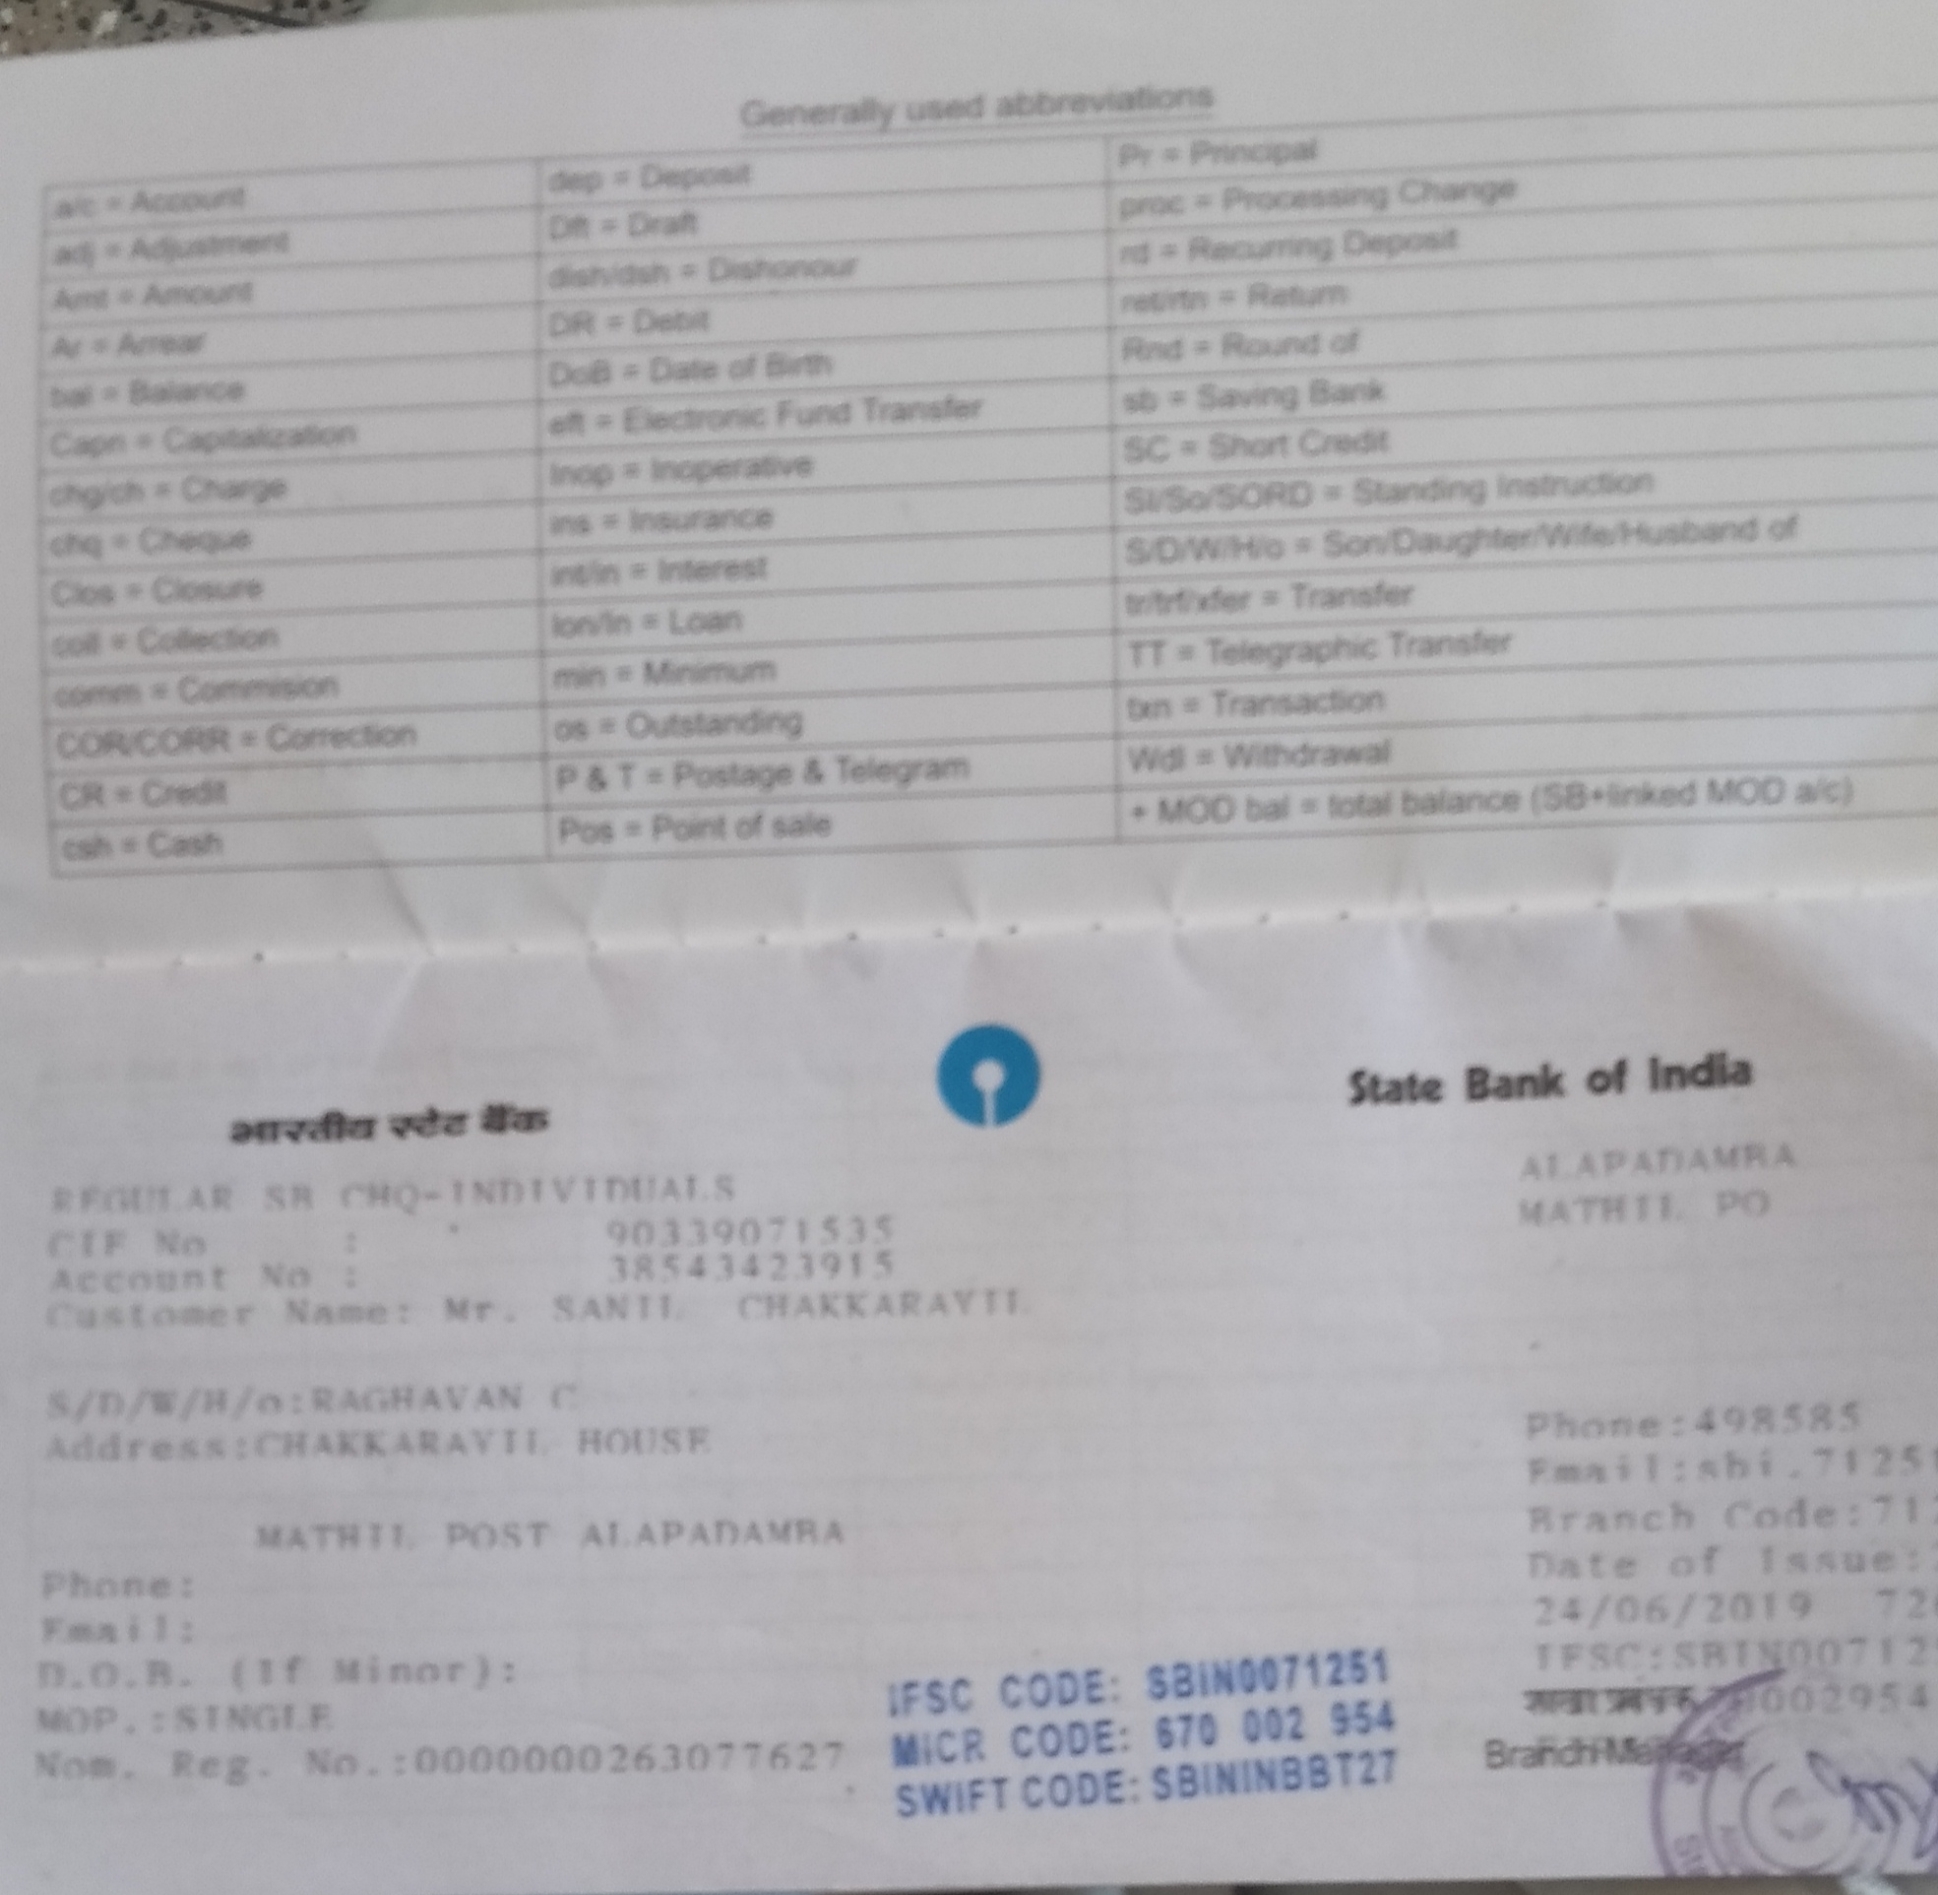 Generally used abbreviations
a/c = Account
adj = Adjustment
Amt = Amount
Ar = Arrear
bal = Balance
Capn = Capitalization
chg/ch = Charge
chq = Cheque
Clos = Closure
coll = Collection
comm = Commision
COR/CORR = Correction
CR = Credit
csh = Cash
dep = Deposit
Dft = Draft
dish/dsh = Dishonour
DR = Debit
DoB = Date of Birth
eft = Electronic Fund Transfer
Inop = Inoperative
ins = Insurance
int/in = Interest
lon/ln = Loan
min = Minimum
os = Outstanding
P & T = Postage & Telegram
Pos = Point of sale
Pr = Principal
proc = Processing Change
rd = Recurring Deposit
ret/rtn = Return
Rnd = Round of
sb = Saving Bank
SC = Short Credit
SI/So/SORD = Standing Instruction
S/D/W/H/o = Son/Daughter/Wife/Husband of
tr/trf/xfer = Transfer
TT = Telegraphic Transfer
txn = Transaction
Wdl = Withdrawal
+ MOD bal = total balance (SB+linked MOD a/c)
भारतीय स्टेट बैंक
State Bank of India
REGULAR SB CHQ-INDIVIDUALS
CIF No : 90339071535
Account No : 38543423915
Customer Name: Mr. SANIL CHAKKARAYIL
S/D/W/H/o:RAGHAVAN C
Address:CHAKKARAYIL HOUSE
MATHIL POST ALAPADAMBA
Phone:
Email:
D.O.B. (If Minor):
MOP.:SINGLE
Nom. Reg. No.:0000000263077627
ALAPADAMBA
MATHIL PO
Phone:498585
Email:sbi.7125
Branch Code:71
Date of Issue:
24/06/2019 72
IFSC:SBIN00712
002954
Branch Manager
IFSC CODE: SBIN0071251
MICR CODE: 670 002 954
SWIFT CODE: SBININBBT27